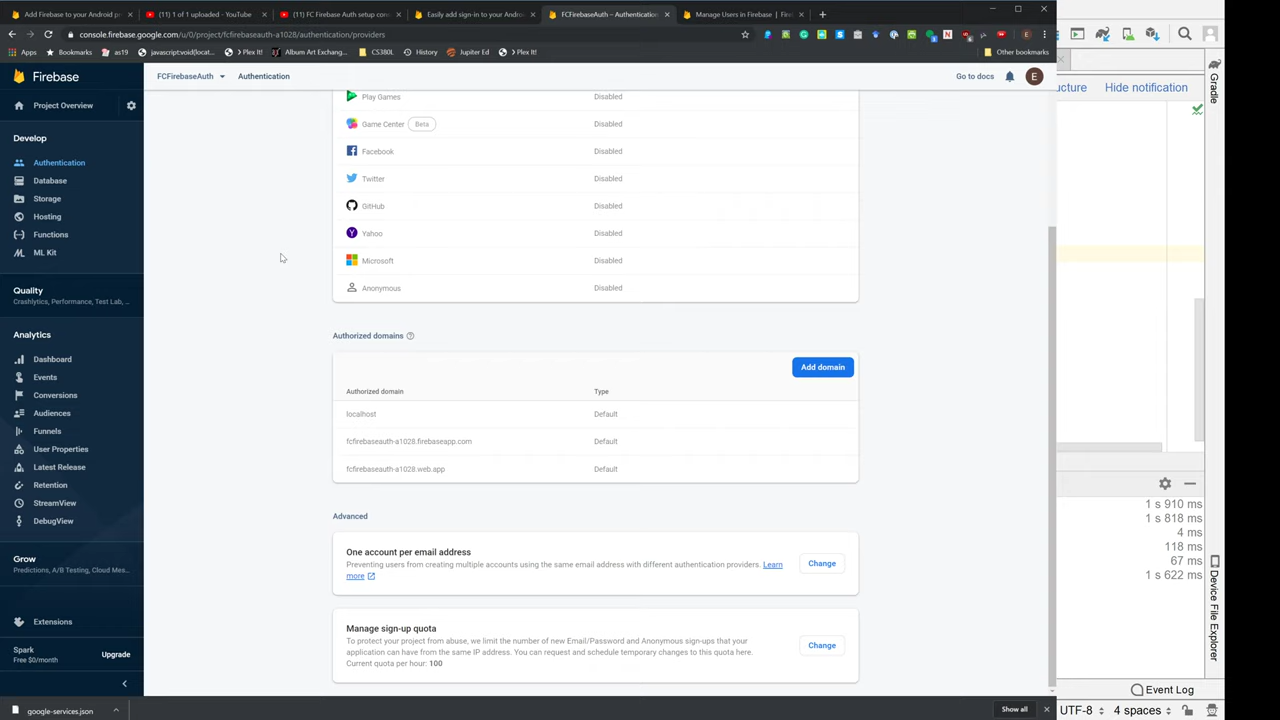 Add Firebase to your Android pr
(11) 1 of 1 uploaded - YouTube
(11) FC Firebase Auth setup con
Easily add sign-in to your Andro
FCFirebaseAuth – Authentication
Manage Users in Firebase | Fire
console.firebase.google.com/u/0/project/fcfirebaseauth-a1028/authentication/providers
Apps
Bookmarks
as19
javascript:void(locat...
> Plex It!
Album Art Exchang...
CS380L
History
Jupiter Ed
> Plex It!
Other bookmarks
Firebase
FCFirebaseAuth
Authentication
Go to docs
E
Project Overview
Develop
Authentication
Database
Storage
Hosting
Functions
ML Kit
Quality
Crashlytics, Performance, Test Lab, ...
Analytics
Dashboard
Events
Conversions
Audiences
Funnels
User Properties
Latest Release
Retention
StreamView
DebugView
Grow
Predictions, A/B Testing, Cloud Mes...
Extensions
Spark
Free $0/month
Upgrade
Play Games Disabled
Game Center Beta Disabled
Facebook Disabled
Twitter Disabled
GitHub Disabled
Yahoo Disabled
Microsoft Disabled
Anonymous Disabled
Authorized domains
Add domain
Authorized domain Type
localhost Default
fcfirebaseauth-a1028.firebaseapp.com Default
fcfirebaseauth-a1028.web.app Default
Advanced
One account per email address
Preventing users from creating multiple accounts using the same email address with different authentication providers. Learn
more
Change
Manage sign-up quota
To protect your project from abuse, we limit the number of new Email/Password and Anonymous sign-ups that your
application can have from the same IP address. You can request and schedule temporary changes to this quota here.
Current quota per hour: 100
Change
google-services.json
Show all
ucture
Hide notification
Gradle
1 s 910 ms
1 s 818 ms
4 ms
118 ms
67 ms
1 s 622 ms
Device File Explorer
Event Log
UTF-8
4 spaces